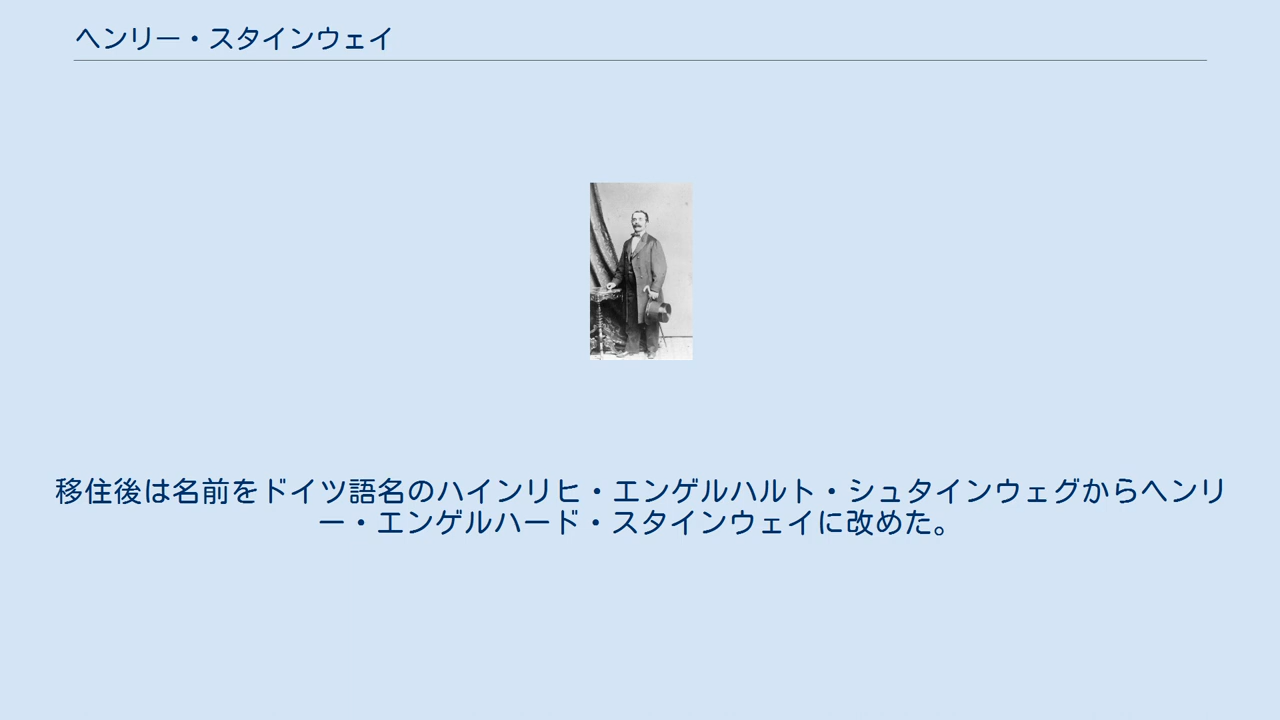 ヘンリー・スタインウェイ
移住後は名前をドイツ語名のハインリヒ・エンゲルハルト・シュタインウェグからヘンリ
ー・エンゲルハード・スタインウェイに改めた。